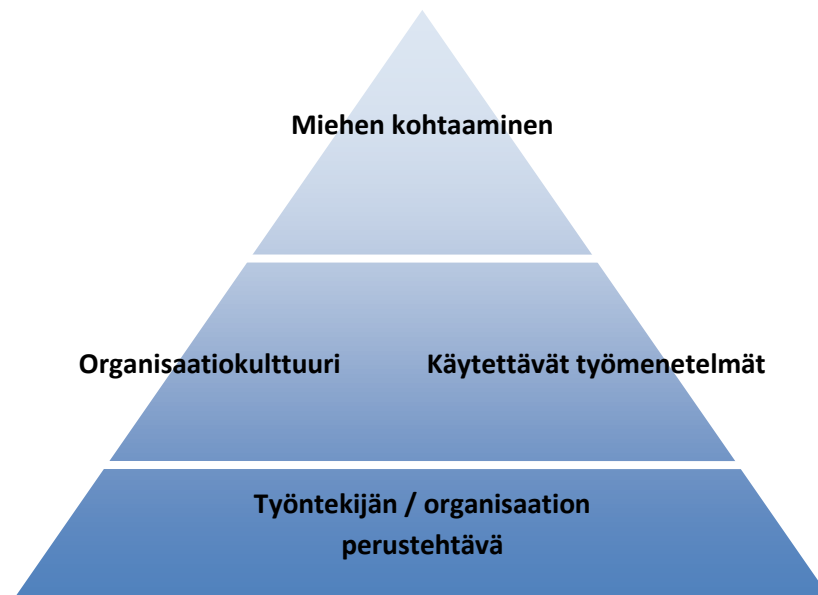 Miehen kohtaaminen
Organisaatiokulttuuri
Käytettävät työmenetelmät
Työntekijän / organisaation
perustehtävä